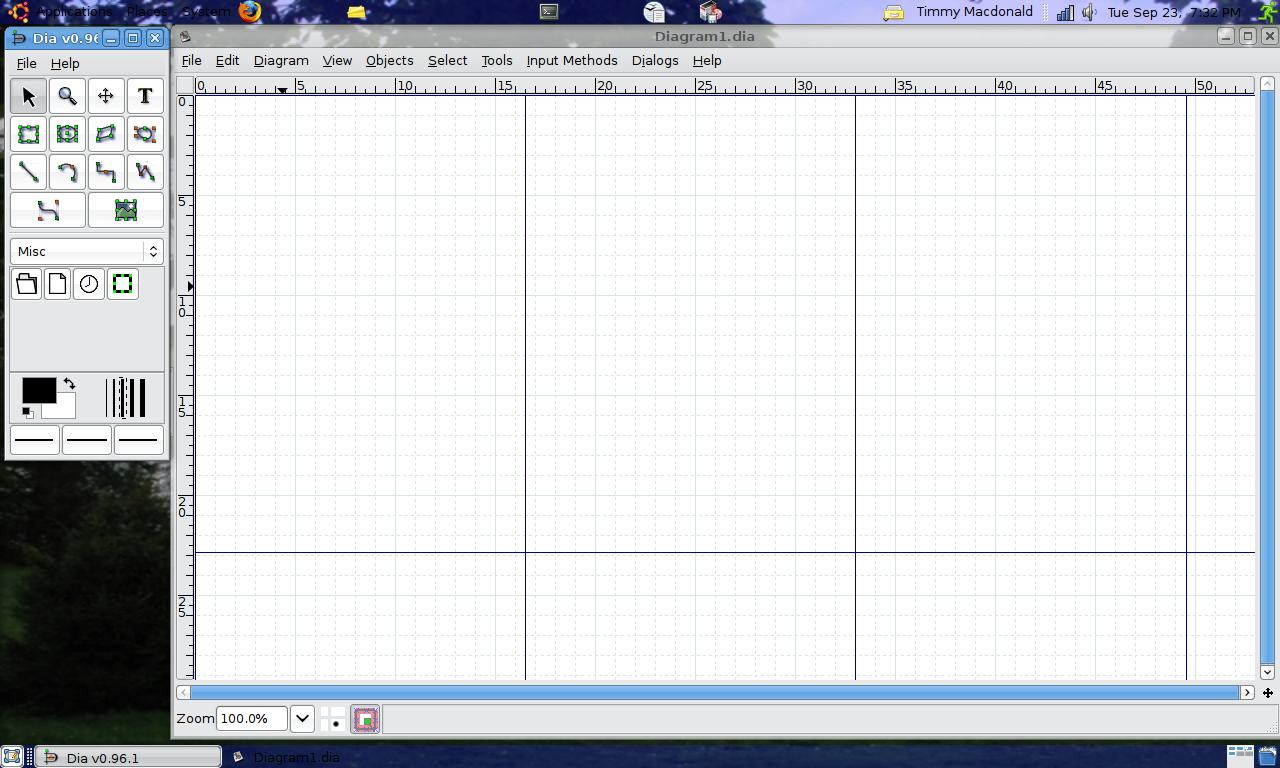 Applications Places System Timmy Macdonald Tue Sep 23, 7:32 PM
Dia v0.96
Diagram1.dia
File Help
File Edit Diagram View Objects Select Tools Input Methods Dialogs Help
0 5 10 15 20 25 30 35 40 45 50
T
0
5
10
15
20
25
Misc
Zoom 100.0%
Dia v0.96.1 Diagram1.dia